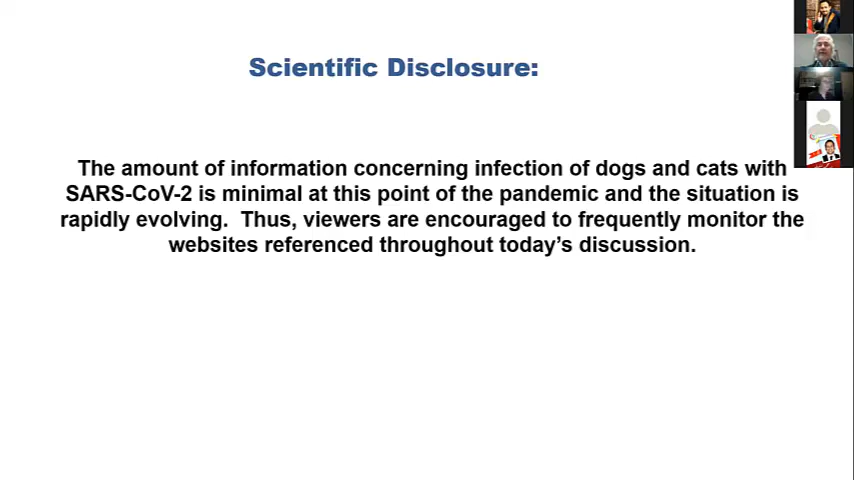 Scientific Disclosure:
The amount of information concerning infection of dogs and cats with
SARS-CoV-2 is minimal at this point of the pandemic and the situation is
rapidly evolving.  Thus, viewers are encouraged to frequently monitor the
websites referenced throughout today’s discussion.